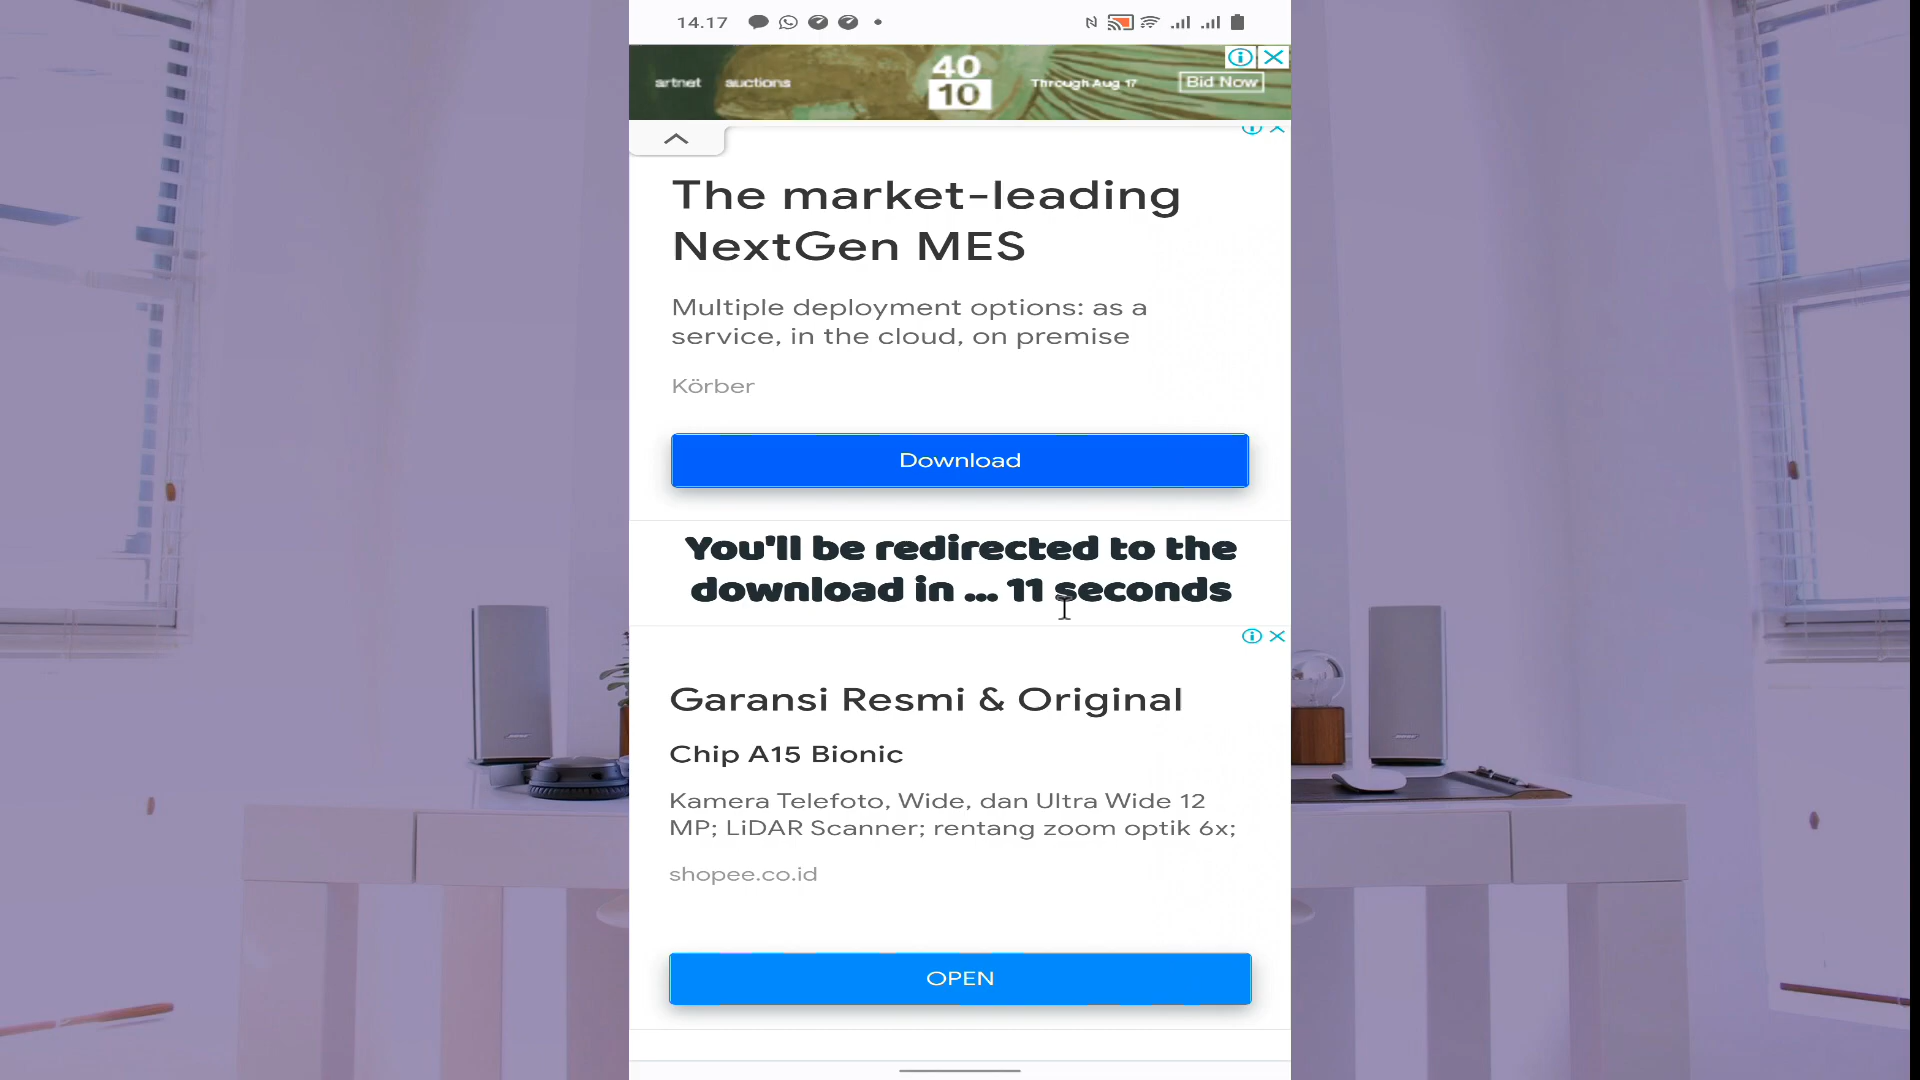 14.17
artnet auctions 40 10 Through Aug 17 Bid Now
The market-leading
NextGen MES
Multiple deployment options: as a
service, in the cloud, on premise
Körber
Download
You'll be redirected to the
download in ... 11 seconds
Garansi Resmi & Original
Chip A15 Bionic
Kamera Telefoto, Wide, dan Ultra Wide 12
MP; LiDAR Scanner; rentang zoom optik 6x;
shopee.co.id
OPEN